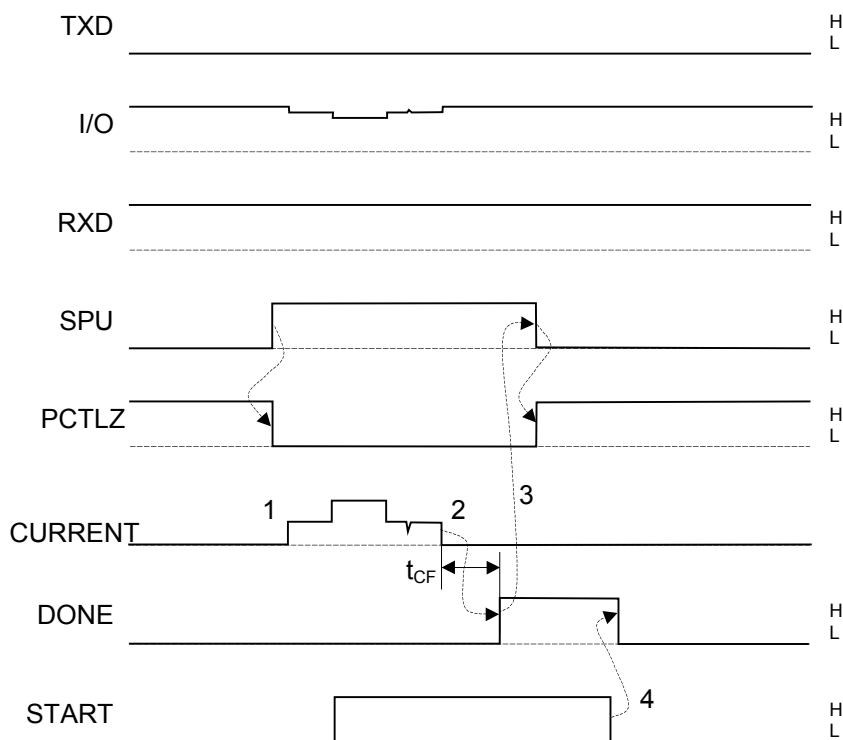 TXD
H
L
I/O
H
L
RXD
H
L
SPU
H
L
PCTLZ
H
L
CURRENT
1
2
3
tCF
DONE
H
L
START
4
H
L